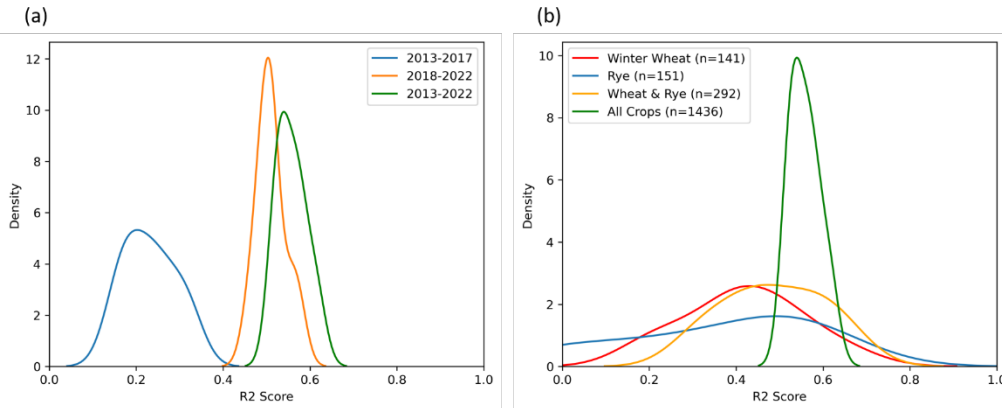 (a)
12
10
8
6
4
2
0
Density
0.0 0.2 0.4 0.6 0.8 1.0
R2 Score
2013-2017
2018-2022
2013-2022
(b)
10
8
6
4
2
0
Density
0.0 0.2 0.4 0.6 0.8 1.0
R2 Score
Winter Wheat (n=141)
Rye (n=151)
Wheat & Rye (n=292)
All Crops (n=1436)